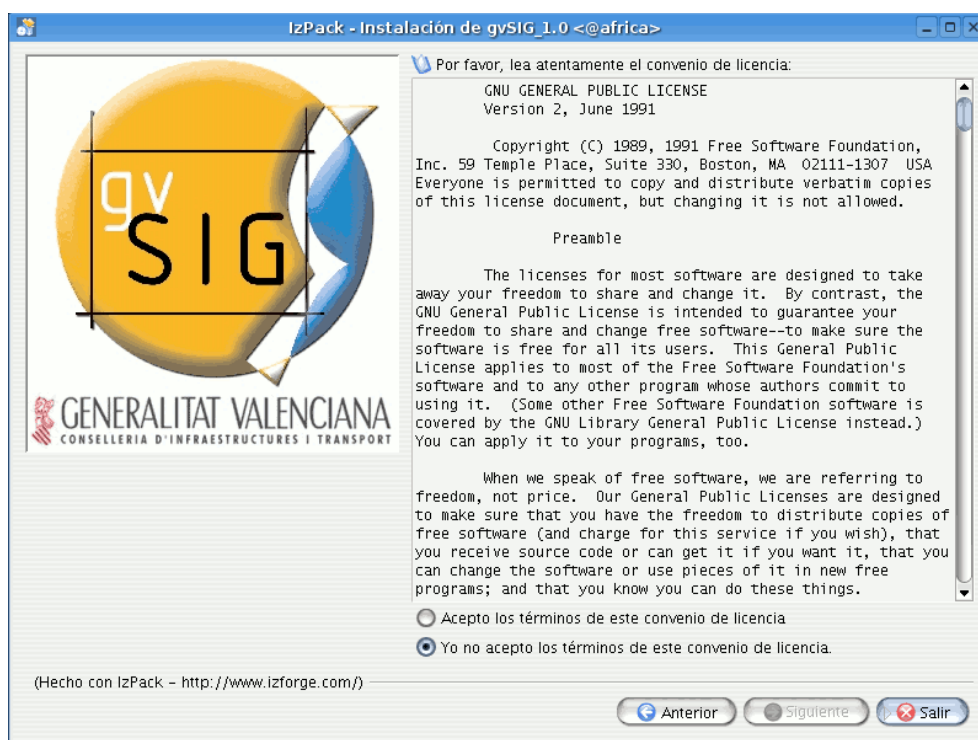 IzPack - Instalación de gvSIG_1.0 <@africa>
gv
SIG
GENERALITAT VALENCIANA
CONSELLERIA D'INFRAESTRUCTURES I TRANSPORT
Por favor, lea atentamente el convenio de licencia:
GNU GENERAL PUBLIC LICENSE
Version 2, June 1991
Copyright (C) 1989, 1991 Free Software Foundation,
Inc. 59 Temple Place, Suite 330, Boston, MA  02111-1307  USA
Everyone is permitted to copy and distribute verbatim copies
of this license document, but changing it is not allowed.
Preamble
The licenses for most software are designed to take
away your freedom to share and change it.  By contrast, the
GNU General Public License is intended to guarantee your
freedom to share and change free software--to make sure the
software is free for all its users.  This General Public
License applies to most of the Free Software Foundation's
software and to any other program whose authors commit to
using it.  (Some other Free Software Foundation software is
covered by the GNU Library General Public License instead.)
You can apply it to your programs, too.
When we speak of free software, we are referring to
freedom, not price.  Our General Public Licenses are designed
to make sure that you have the freedom to distribute copies of
free software (and charge for this service if you wish), that
you receive source code or can get it if you want it, that you
can change the software or use pieces of it in new free
programs; and that you know you can do these things.
Acepto los términos de este convenio de licencia
Yo no acepto los términos de este convenio de licencia.
(Hecho con IzPack - http://www.izforge.com/)
Anterior
Siguiente
Salir